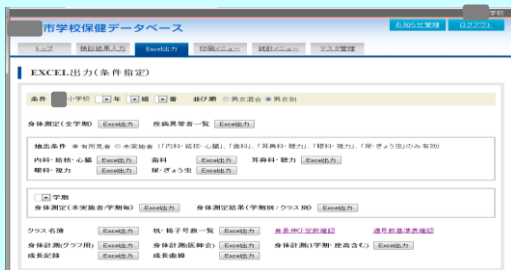 学校
市学校保健データベース
お知らせ管理 ログアウト
トップ 検診結果入力 Excel出力 印刷メニュー 統計メニュー マスタ管理
EXCEL出力(条件指定)
条件 小学校 年 組 番 並び順 男女混合 男女別
身体測定(全学期) Excel出力 疾病異常者一覧 Excel出力
抽出条件 有所見者 未実施者 (「内科・結核・心臓」、「歯科」、「耳鼻科・聴力」、「眼科・視力」、「尿・ぎょう虫」のみ有効)
内科・結核・心臓 Excel出力 歯科 Excel出力 耳鼻科・聴力 Excel出力
眼科・視力 Excel出力 尿・ぎょう虫 Excel出力
学期
身体測定(未実施者/学期毎) Excel出力 身体測定結果(学期別/クラス別) Excel出力
クラス名簿 Excel出力 机・椅子号数一覧 Excel出力 身長伸び定数確認 適号数基準表確認
身体計測(グラフ用) Excel出力 身体計測(医師会) Excel出力 身体計測(1学期・座高含む) Excel出力
成長記録 Excel出力 成長曲線 Excel出力